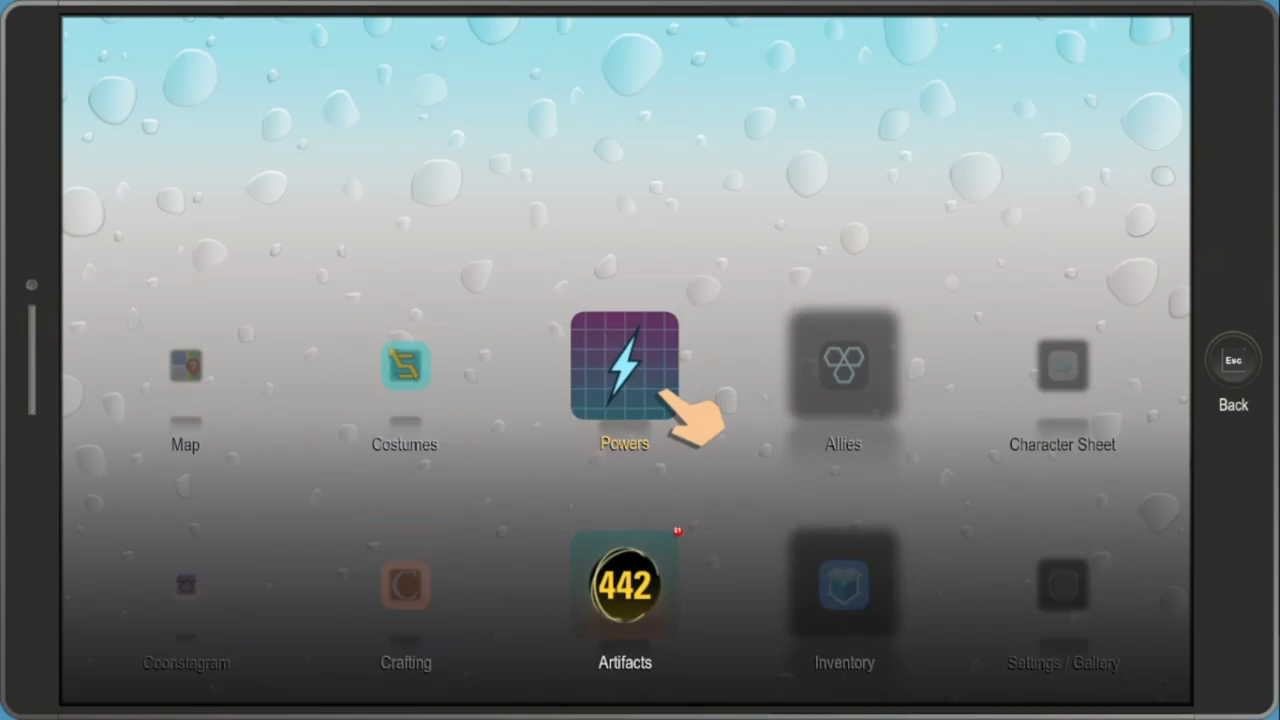 Esc
Back
Map
Costumes
Powers
Allies
Character Sheet
442
Coonstagram
Crafting
Artifacts
Inventory
Settings / Gallery